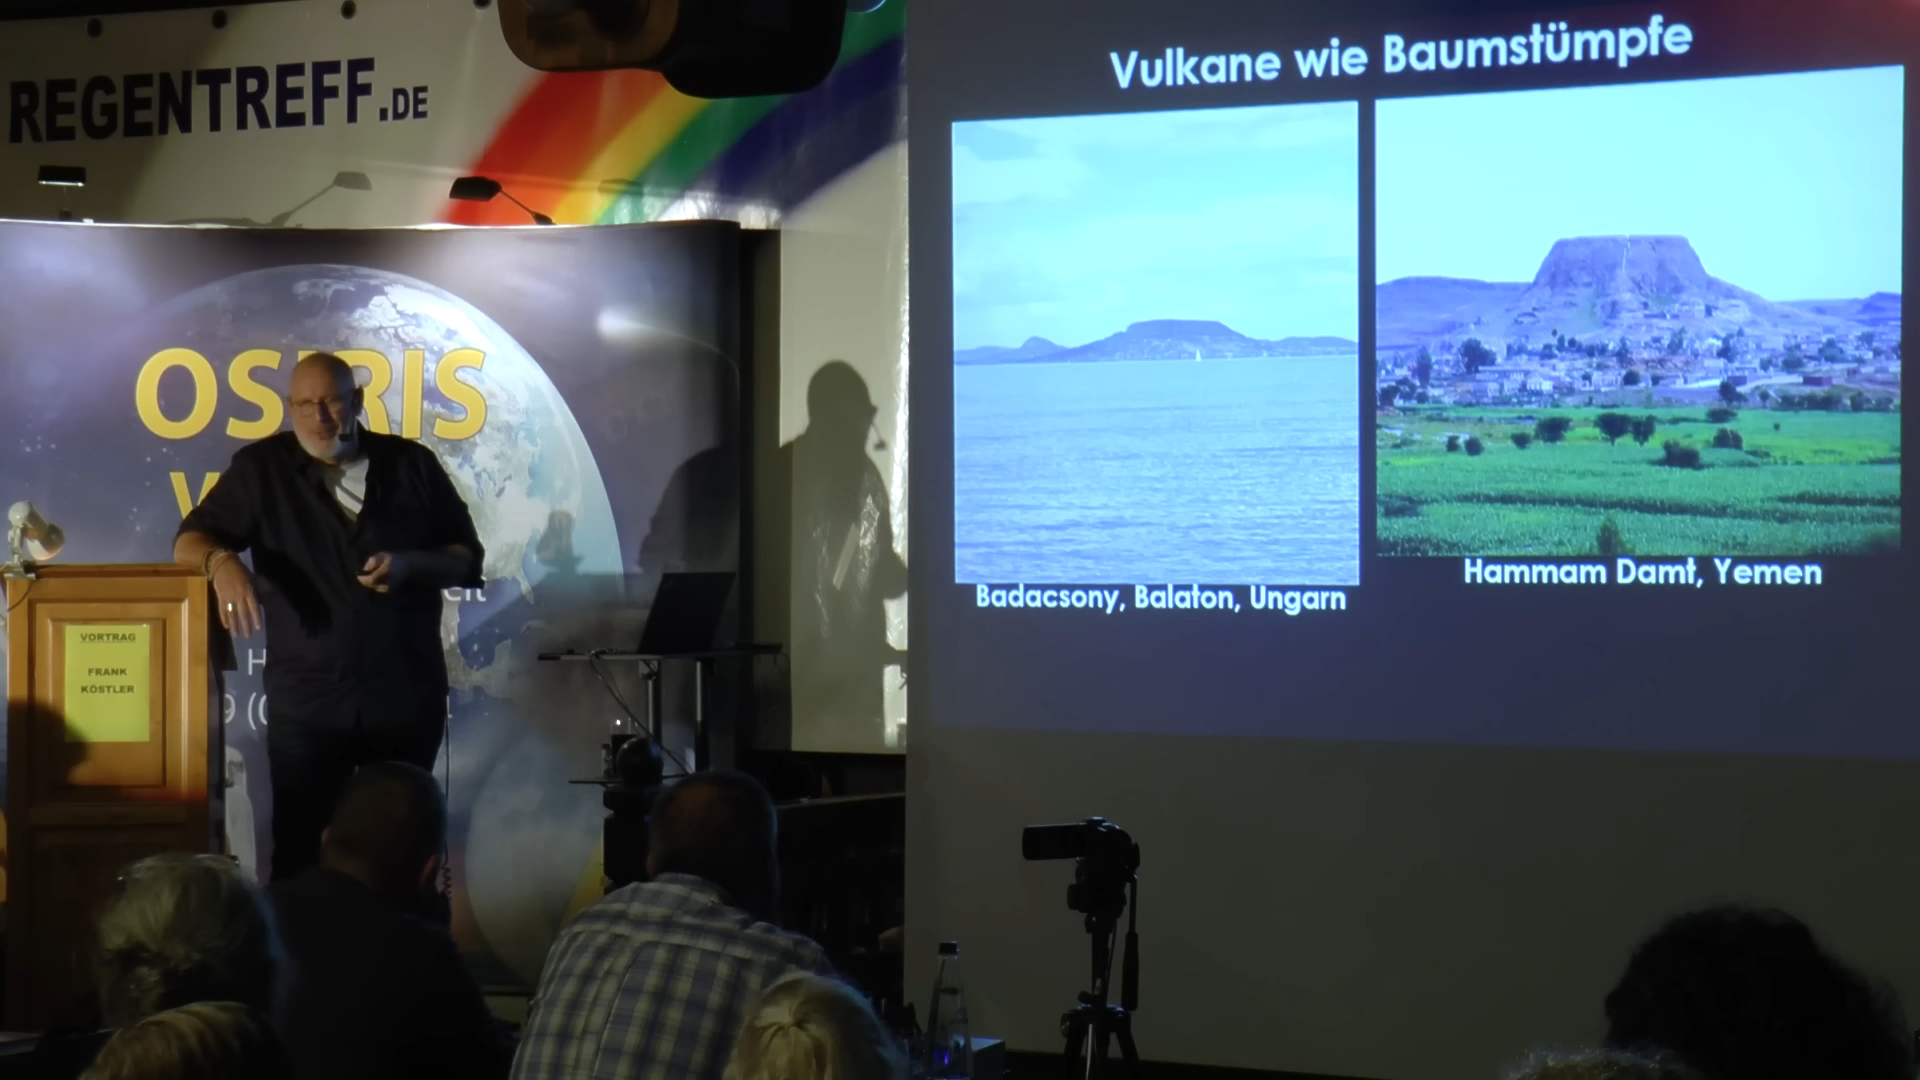 REGENTREFF.DE
Vulkane wie Baumstümpfe
OSIRIS
Badacsony, Balaton, Ungarn
Hammam Damt, Yemen
VORTRAG
FRANK
KÖSTLER